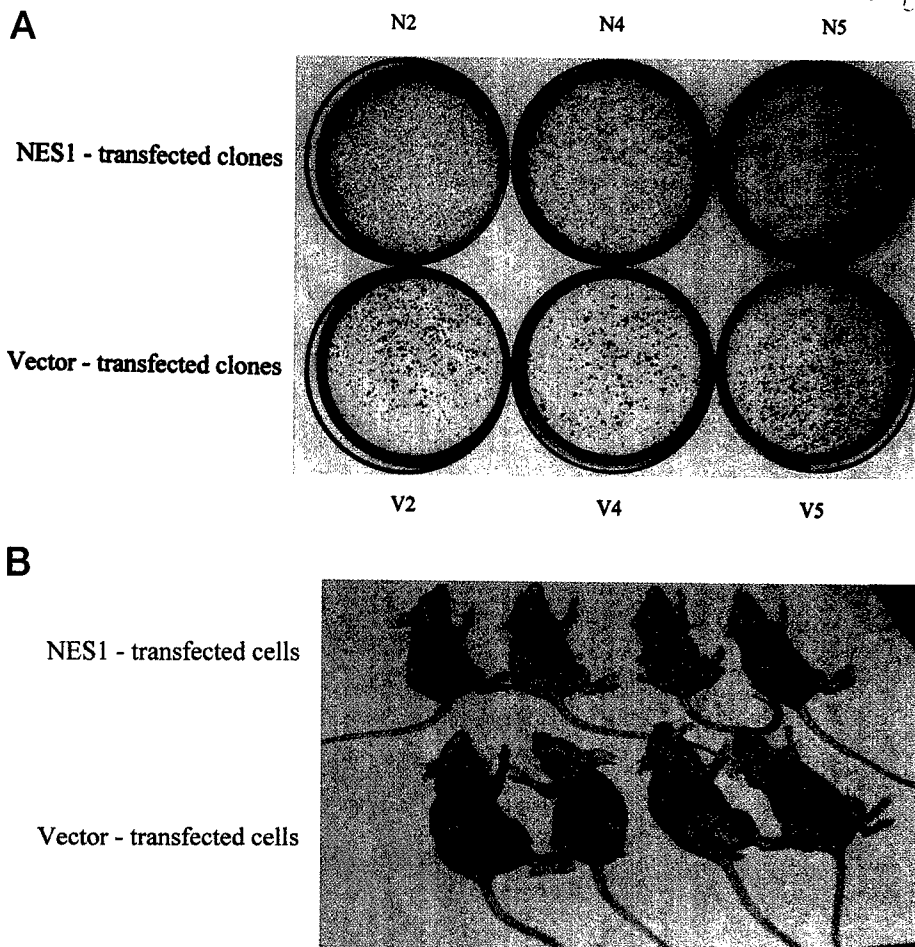 A
N2 N4 N5
NES1 - transfected clones
Vector - transfected clones
V2 V4 V5
B
NES1 - transfected cells
Vector - transfected cells